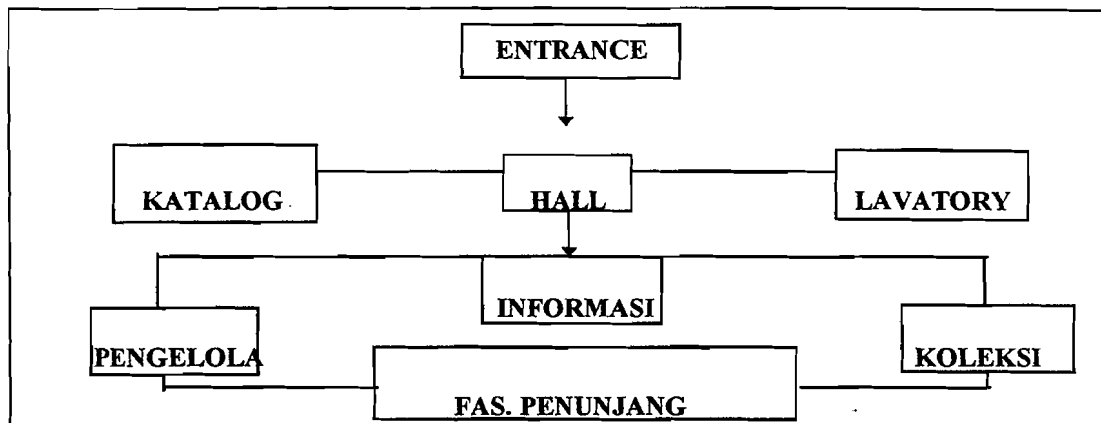 ENTRANCE
KATALOG
HALL
LAVATORY
INFORMASI
PENGELOLA
KOLEKSI
FAS. PENUNJANG